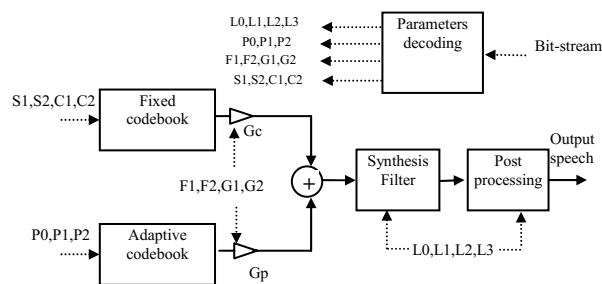 L0,L1,L2,L3
P0,P1,P2
F1,F2,G1,G2
S1,S2,C1,C2
Parameters
decoding
Bit-stream
S1,S2,C1,C2
Fixed
codebook
Gc
F1,F2,G1,G2
+
Synthesis
Filter
Post
processing
Output
speech
P0,P1,P2
Adaptive
codebook
Gp
L0,L1,L2,L3